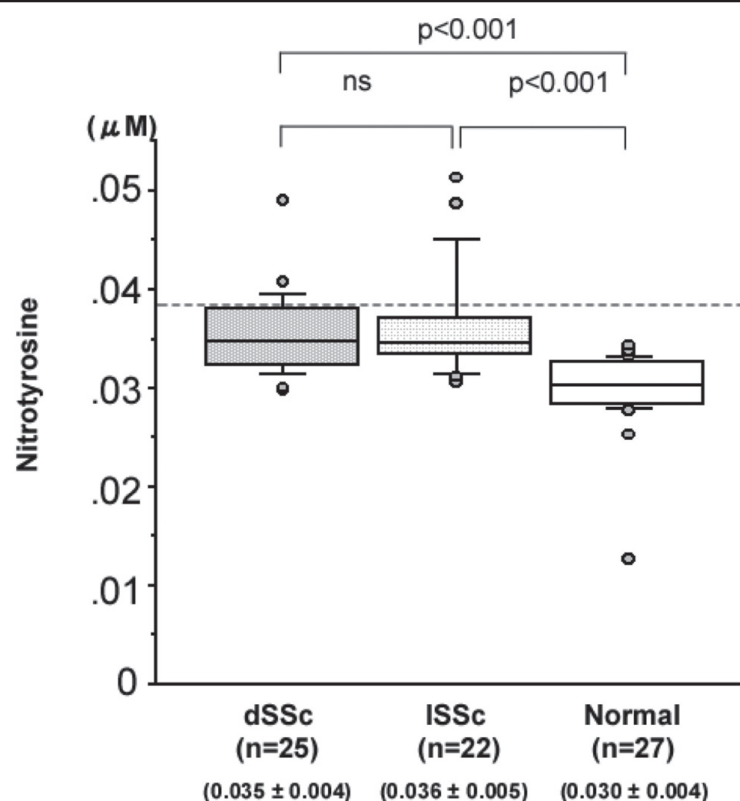 p<0.001
ns p<0.001
(μM)
.05
.04
.03
.02
.01
0
Nitrotyrosine
dSSc lSSc Normal
(n=25) (n=22) (n=27)
(0.035 ± 0.004) (0.036 ± 0.005) (0.030 ± 0.004)